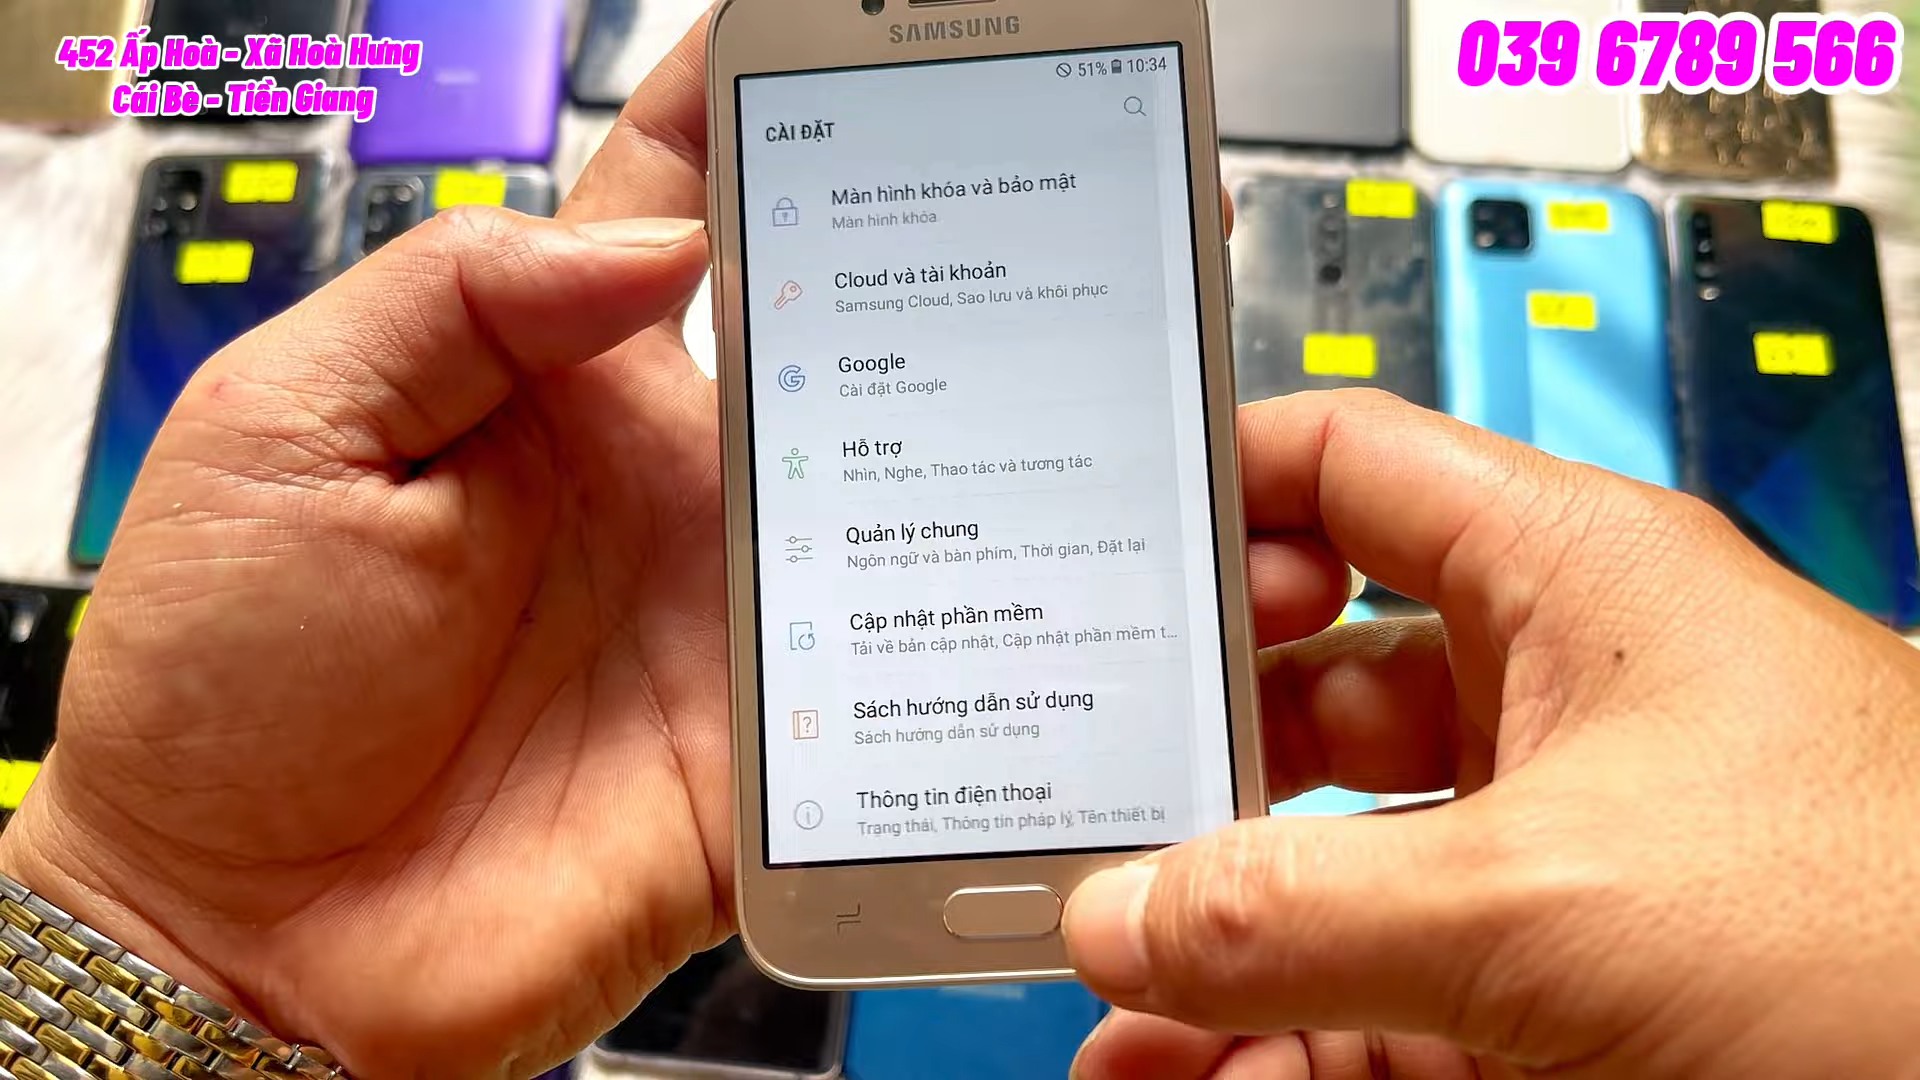 452 Ấp Hoà - Xã Hoà Hưng
Cái Bè - Tiền Giang
039 6789 566
SAMSUNG
51% 10:34
CÀI ĐẶT
Màn hình khóa và bảo mật
Màn hình khóa
Cloud và tài khoản
Samsung Cloud, Sao lưu và khôi phục
Google
Cài đặt Google
Hỗ trợ
Nhìn, Nghe, Thao tác và tương tác
Quản lý chung
Ngôn ngữ và bàn phím, Thời gian, Đặt lại
Cập nhật phần mềm
Tải về bản cập nhật, Cập nhật phần mềm t...
Sách hướng dẫn sử dụng
Sách hướng dẫn sử dụng
Thông tin điện thoại
Trạng thái, Thông tin pháp lý, Tên thiết bị